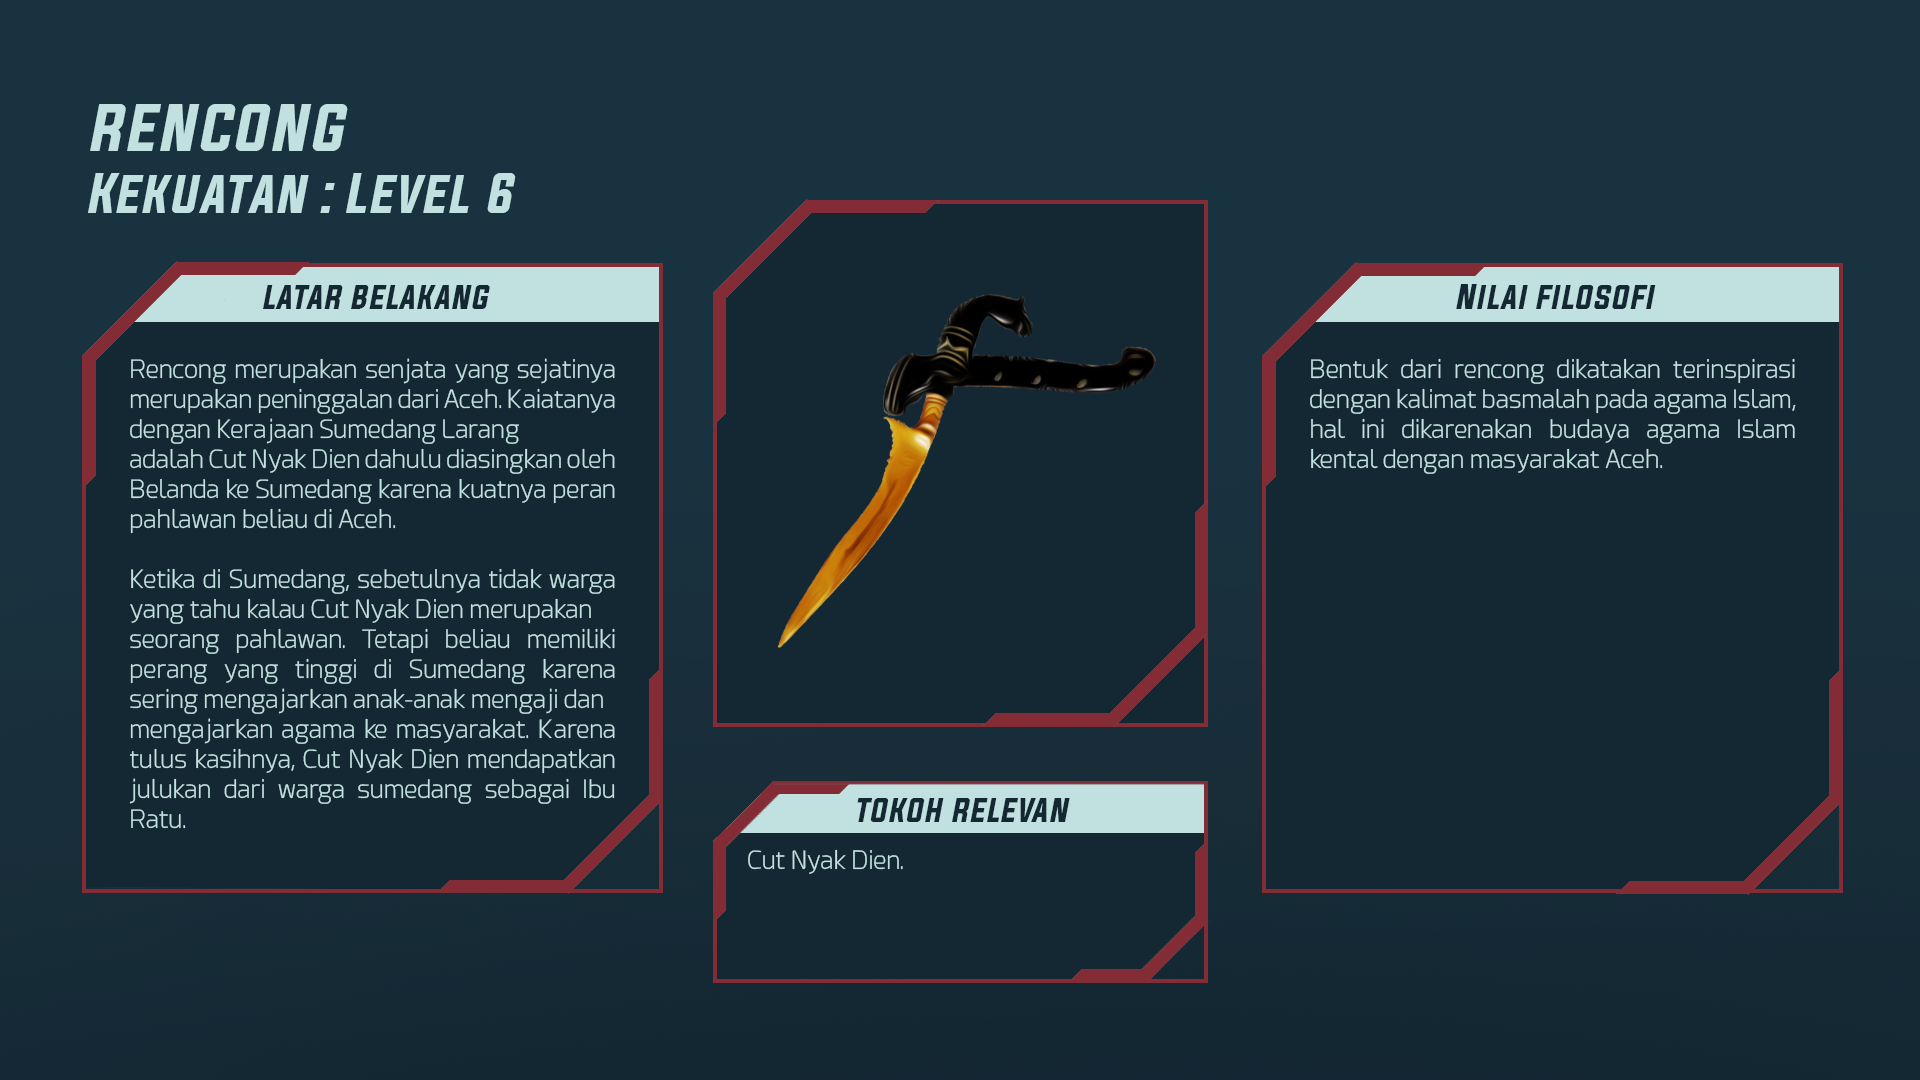 RENCONG
KEKUATAN : LEVEL 6
LATAR BELAKANG
Rencong merupakan senjata yang sejatinya
merupakan peninggalan dari Aceh. Kaiatanya
dengan Kerajaan Sumedang Larang
adalah Cut Nyak Dien dahulu diasingkan oleh
Belanda ke Sumedang karena kuatnya peran
pahlawan beliau di Aceh.
Ketika di Sumedang, sebetulnya tidak warga
yang tahu kalau Cut Nyak Dien merupakan
seorang pahlawan. Tetapi beliau memiliki
perang yang tinggi di Sumedang karena
sering mengajarkan anak-anak mengaji dan
mengajarkan agama ke masyarakat. Karena
tulus kasihnya, Cut Nyak Dien mendapatkan
julukan dari warga sumedang sebagai Ibu
Ratu.
TOKOH RELEVAN
Cut Nyak Dien.
NILAI FILOSOFI
Bentuk dari rencong dikatakan terinspirasi
dengan kalimat basmalah pada agama Islam,
hal ini dikarenakan budaya agama Islam
kental dengan masyarakat Aceh.